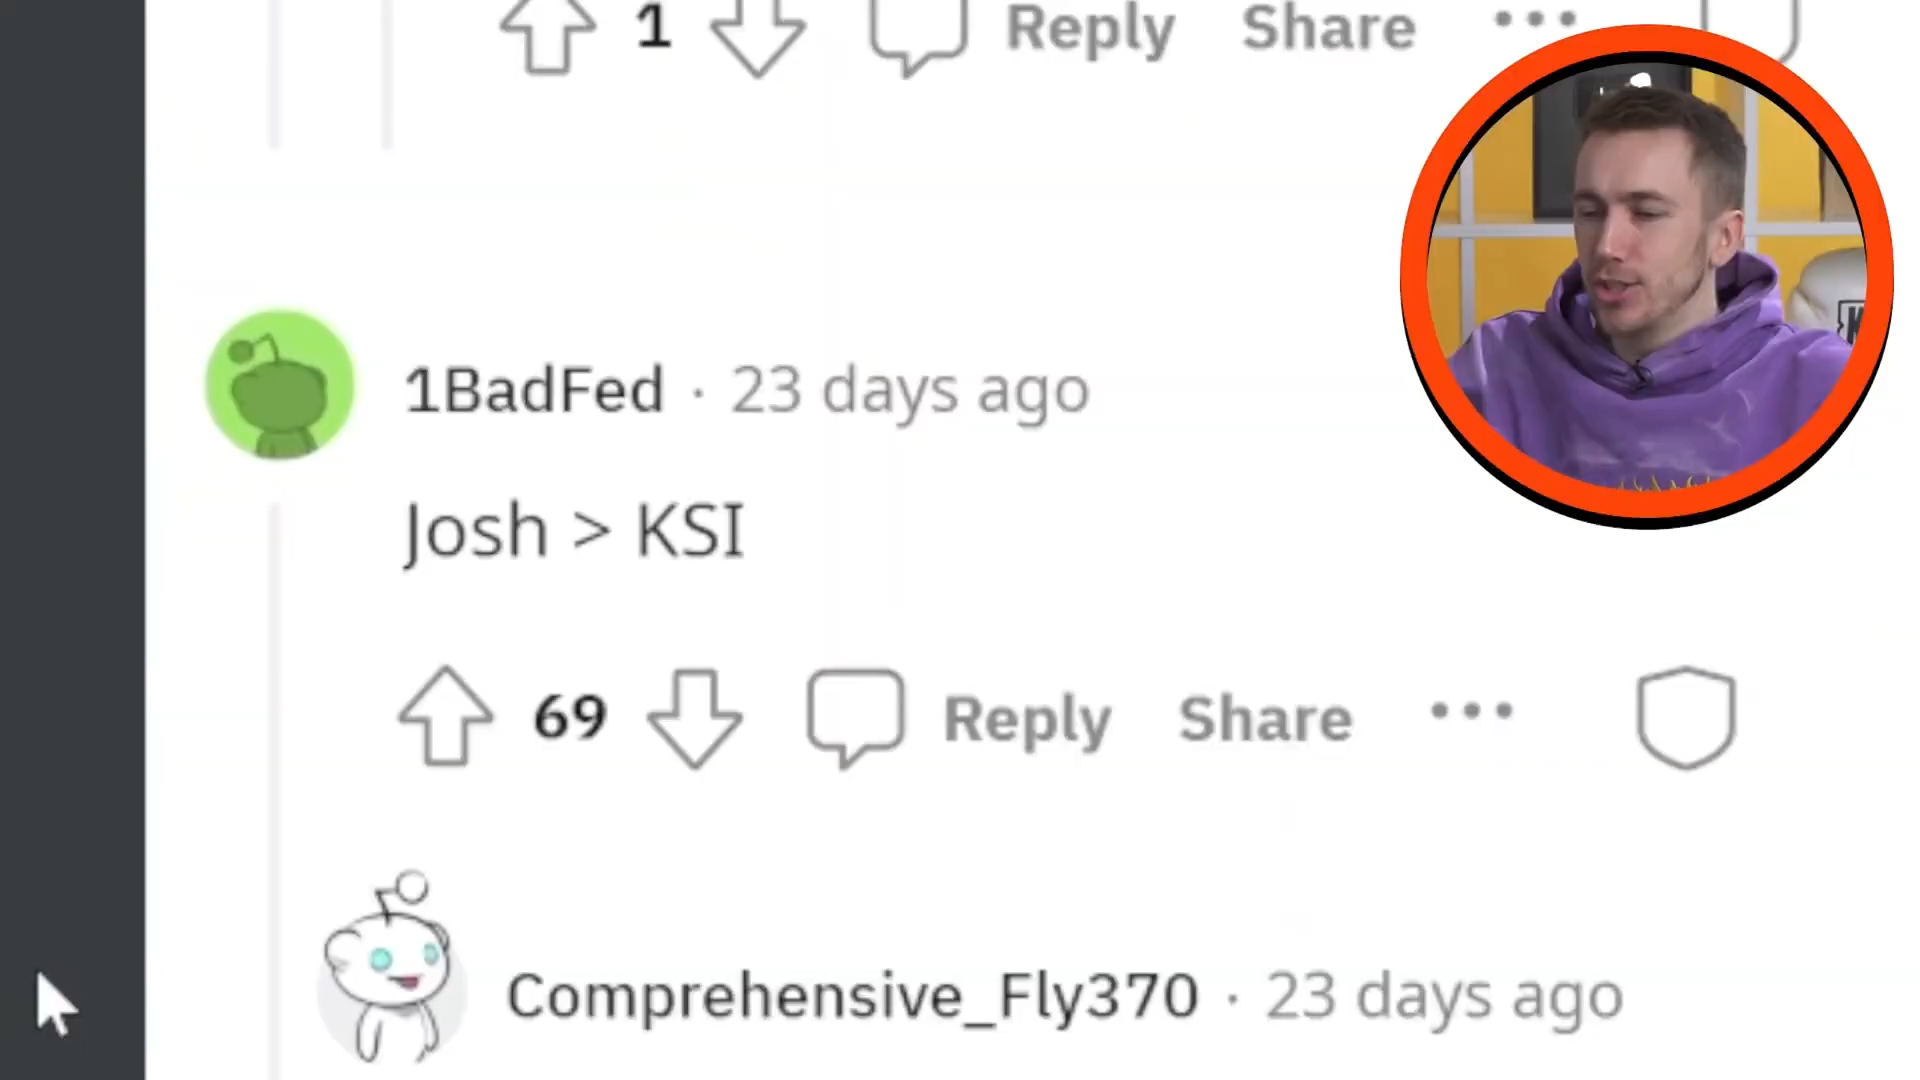 1 Reply Share
1BadFed · 23 days ago
Josh > KSI
69 Reply Share
Comprehensive_Fly370 · 23 days ago